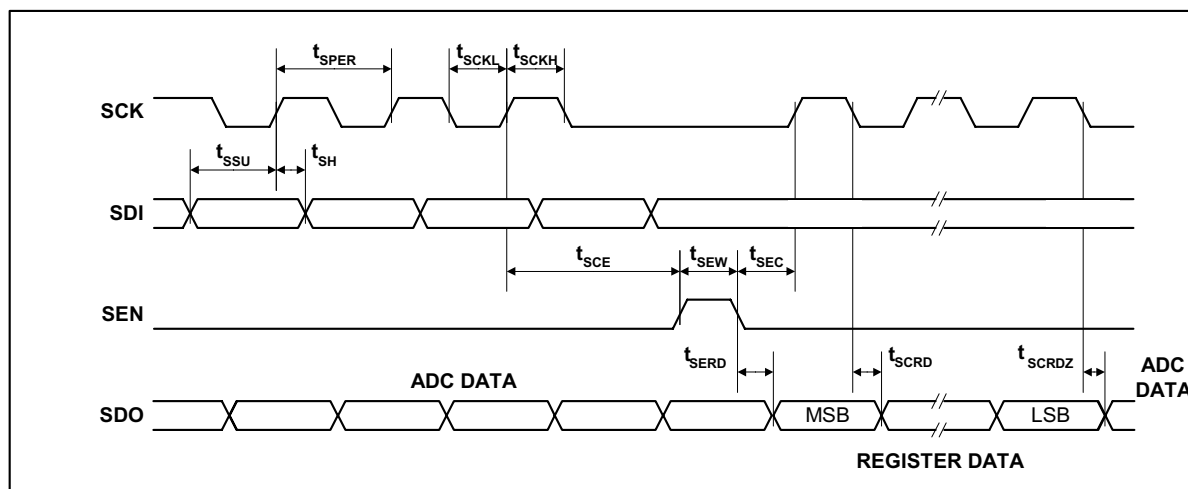 tSPER
tSCKL
tSCKH
SCK
tSSU
tSH
SDI
tSCE
tSEW
tSEC
SEN
tSERD
tSCRD
tSCRDZ
ADC DATA
ADC
DATA
SDO
MSB
LSB
REGISTER DATA